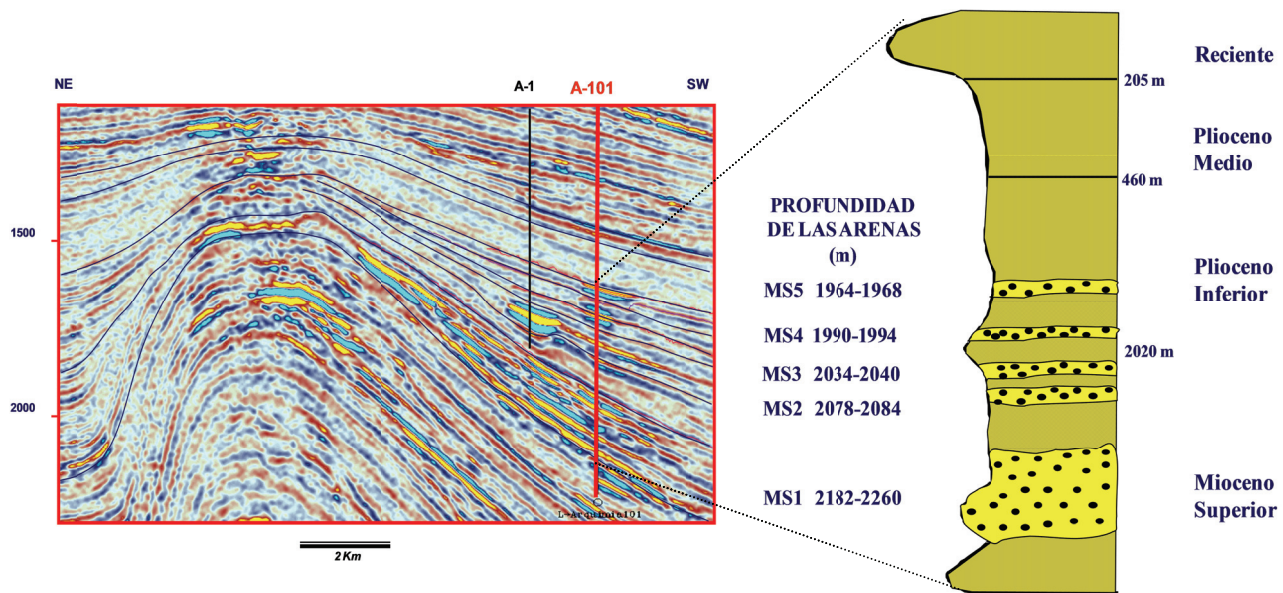 NE
A-1
A-101
SW
1500
2000
L-Arquimia101
2 Km
PROFUNDIDAD
DE LAS ARENAS
(m)
MS5 1964-1968
MS4 1990-1994
MS3 2034-2040
MS2 2078-2084
MS1 2182-2260
Reciente
205 m
Plioceno
Medio
460 m
Plioceno
Inferior
2020 m
Mioceno
Superior